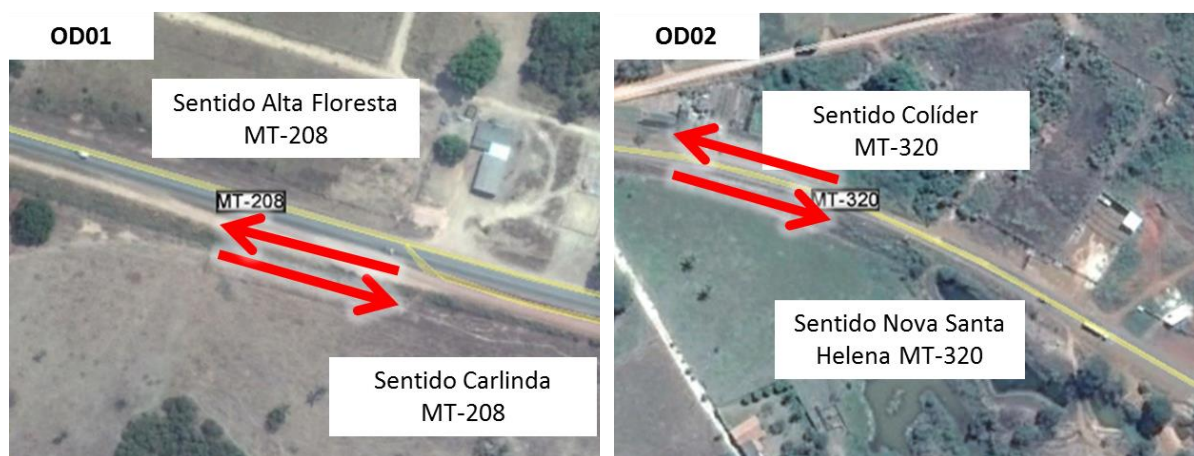 OD01
Sentido Alta Floresta
MT-208
MT-208
Sentido Carlinda
MT-208
OD02
Sentido Colíder
MT-320
MT-320
Sentido Nova Santa
Helena MT-320